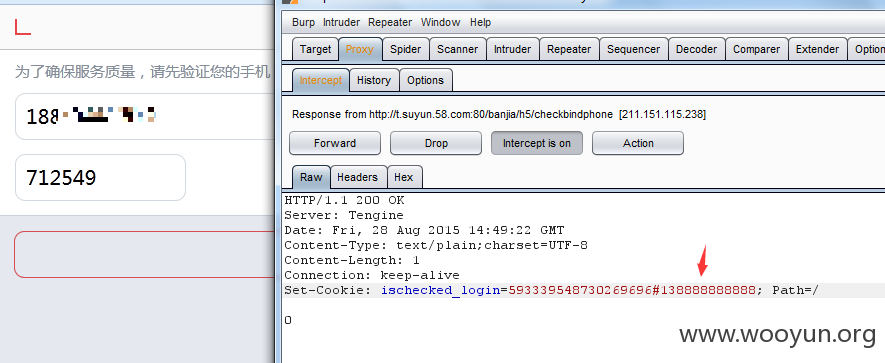 为了确保服务质量，请先验证您的手机
188
712549
Burp Intruder Repeater Window Help
Target Proxy Spider Scanner Intruder Repeater Sequencer Decoder Comparer Extender Option
Intercept History Options
Response from http://t.suyun.58.com:80/banjia/h5/checkbindphone [211.151.115.238]
Forward Drop Intercept is on Action
Raw Headers Hex
HTTP/1.1 200 OK
Server: Tengine
Date: Fri, 28 Aug 2015 14:49:22 GMT
Content-Type: text/plain;charset=UTF-8
Content-Length: 1
Connection: keep-alive
Set-Cookie: ischecked_login=593339548730269696#138888888888; Path=/
0
www.wooyun.org